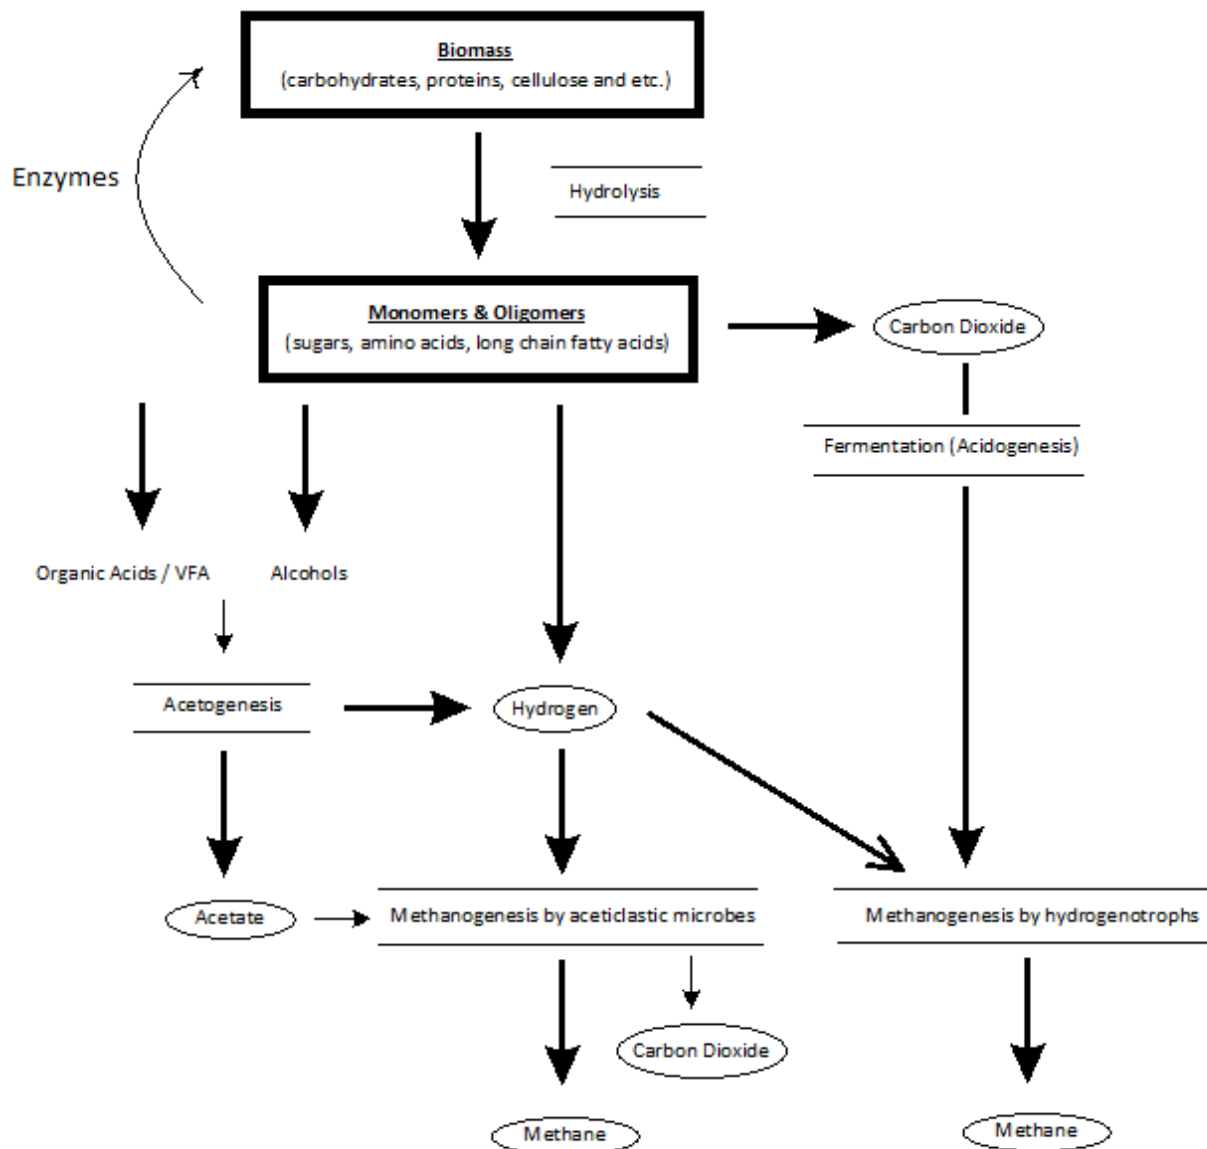 Biomass
(carbohydrates, proteins, cellulose and etc.)
Enzymes
Hydrolysis
Monomers & Oligomers
(sugars, amino acids, long chain fatty acids)
Carbon Dioxide
Fermentation (Acidogenesis)
Organic Acids / VFA
Alcohols
Acetogenesis
Hydrogen
Acetate
Methanogenesis by aceticlastic microbes
Methanogenesis by hydrogenotrophs
Carbon Dioxide
Methane
Methane